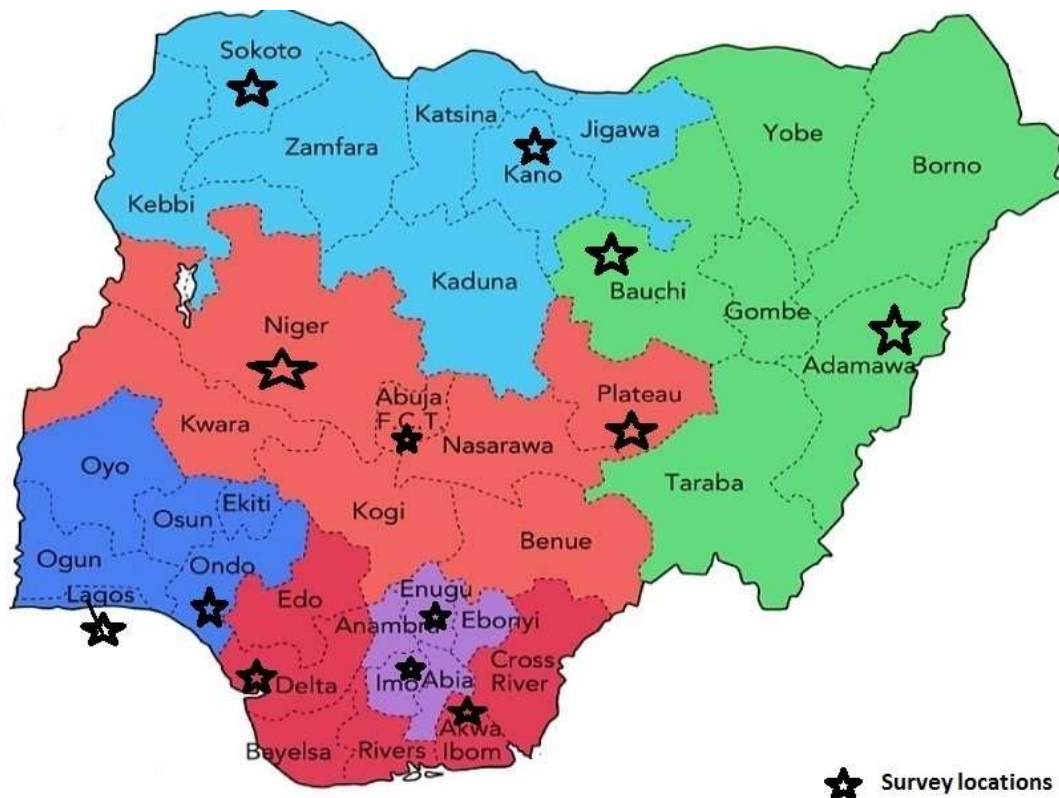 Sokoto
Katsina
Jigawa
Yobe
Zamfara
Borno
Kano
Kebbi
Kaduna
Bauchi
Gombe
Niger
Adamawa
Abuja
F.C.T
Plateau
Kwara
Nasarawa
Oyo
Taraba
Ekiti
Osun
Kogi
Benue
Ogun
Ondo
Lagos
Edo
Enugu
Anambra
Ebonyi
Cross
River
Imo
Abia
Delta
Akwa
Ibom
Bayelsa
Rivers
Survey locations